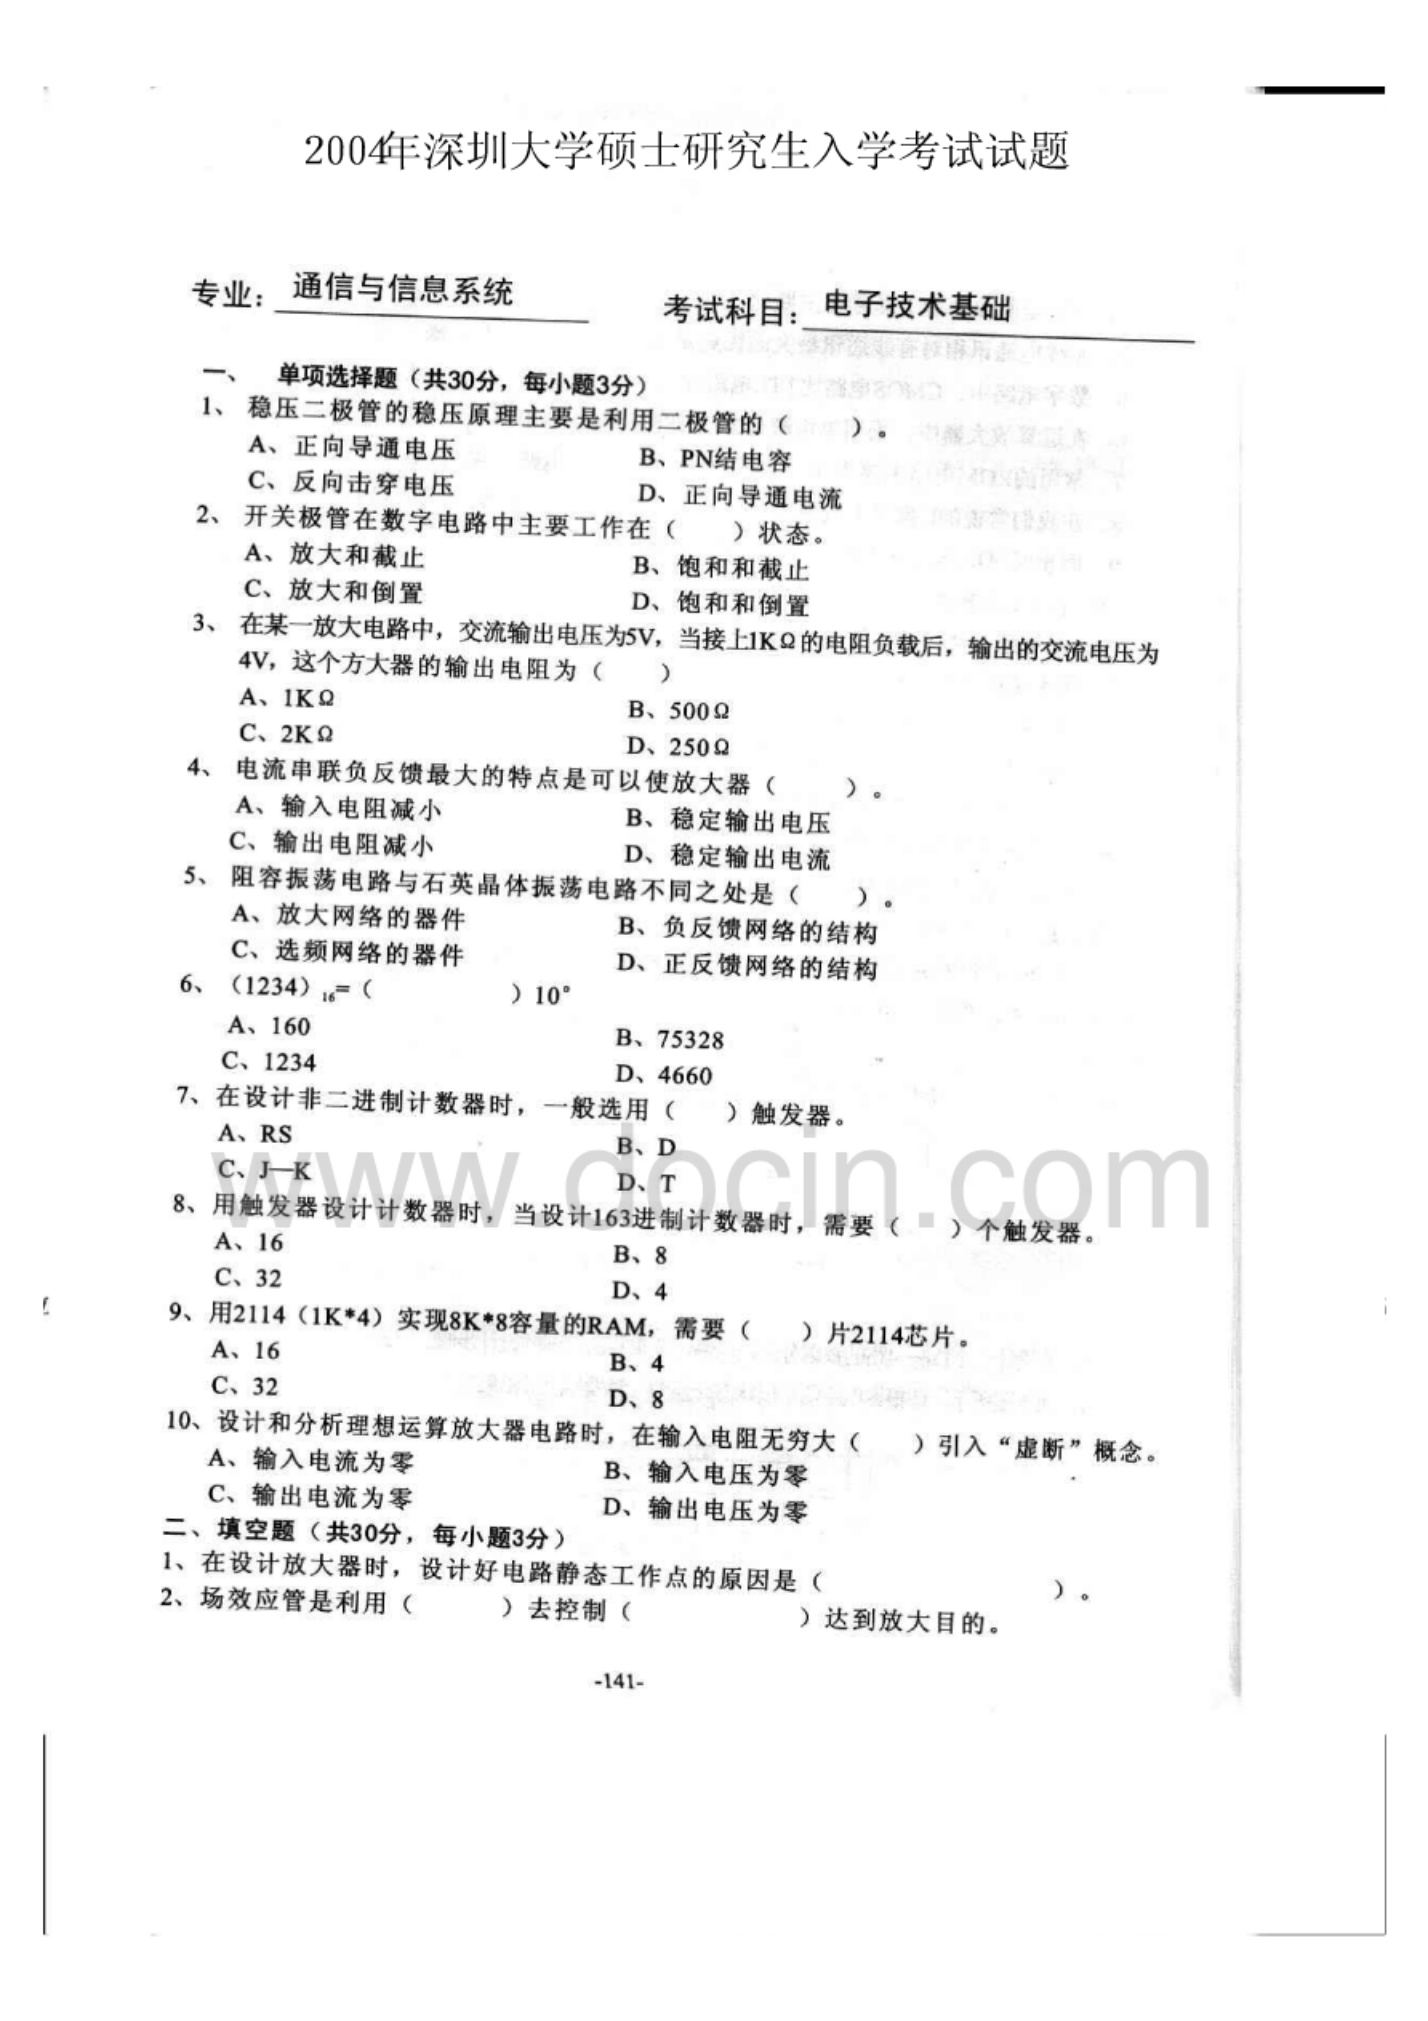 2004年深圳大学硕士研究生入学考试试题
专业: 通信与信息系统 考试科目: 电子技术基础
一、 单项选择题（共30分，每小题3分）
1、 稳压二极管的稳压原理主要是利用二极管的（ ）。
A、正向导通电压 B、PN结电容
C、反向击穿电压 D、正向导通电流
2、 开关极管在数字电路中主要工作在（ ）状态。
A、放大和截止 B、饱和和截止
C、放大和倒置 D、饱和和倒置
3、 在某一放大电路中，交流输出电压为5V，当接上1KΩ的电阻负载后，输出的交流电压为
4V，这个方大器的输出电阻为（ ）
A、1KΩ B、500Ω
C、2KΩ D、250Ω
4、 电流串联负反馈最大的特点是可以使放大器（ ）。
A、输入电阻减小 B、稳定输出电压
C、输出电阻减小 D、稳定输出电流
5、 阻容振荡电路与石英晶体振荡电路不同之处是（ ）。
A、放大网络的器件 B、负反馈网络的结构
C、选频网络的器件 D、正反馈网络的结构
6、（1234）16=（ ）10°
A、160 B、75328
C、1234 D、4660
7、在设计非二进制计数器时，一般选用（ ）触发器。
A、RS B、D
C、J—K D、T
www.docin.com
8、用触发器设计计数器时，当设计163进制计数器时，需要（ ）个触发器。
A、16 B、8
C、32 D、4
9、用2114（1K*4）实现8K*8容量的RAM，需要（ ）片2114芯片。
A、16 B、4
C、32 D、8
10、设计和分析理想运算放大器电路时，在输入电阻无穷大（ ）引入“虚断”概念。
A、输入电流为零 B、输入电压为零
C、输出电流为零 D、输出电压为零
二、填空题（共30分，每小题3分）
1、在设计放大器时，设计好电路静态工作点的原因是（ ）。
2、场效应管是利用（ ）去控制（ ）达到放大目的。
-141-